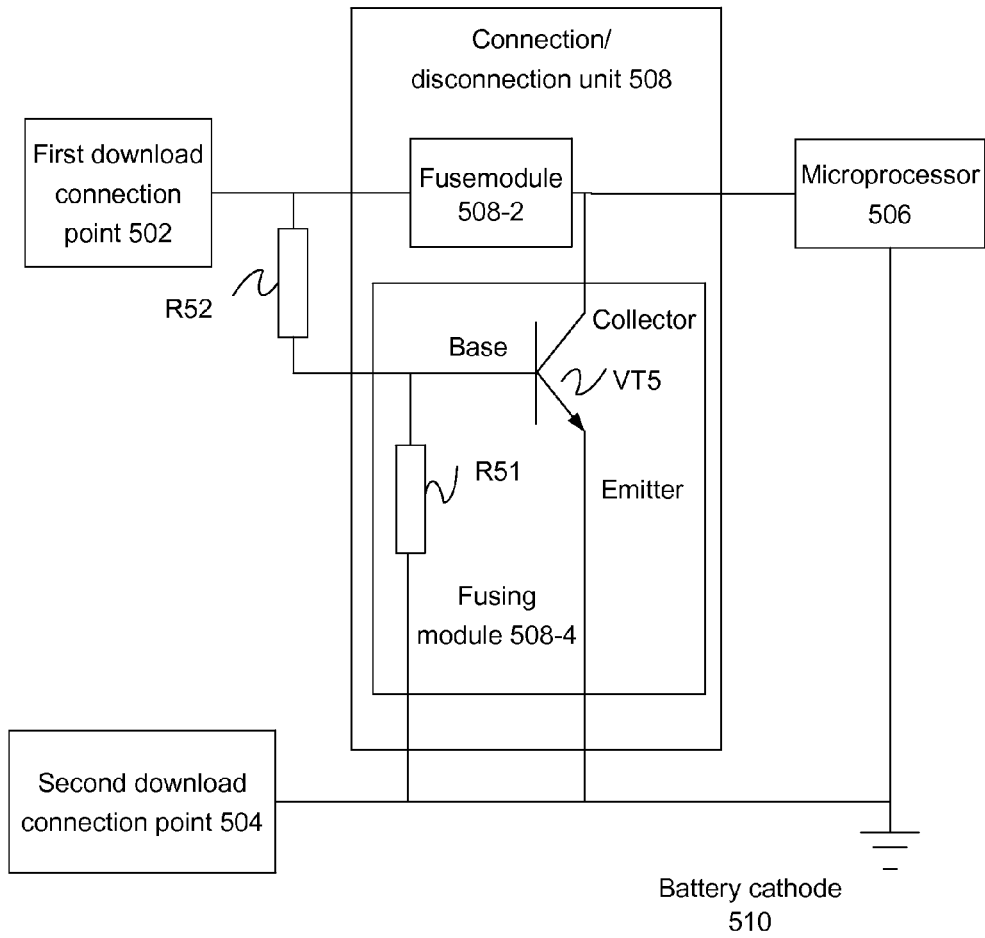 Connection/
disconnection unit 508
First download
connection
point 502
Fusemodule
508-2
Microprocessor
506
R52
Base
Collector
VT5
R51
Emitter
Fusing
module 508-4
Second download
connection point 504
Battery cathode
510